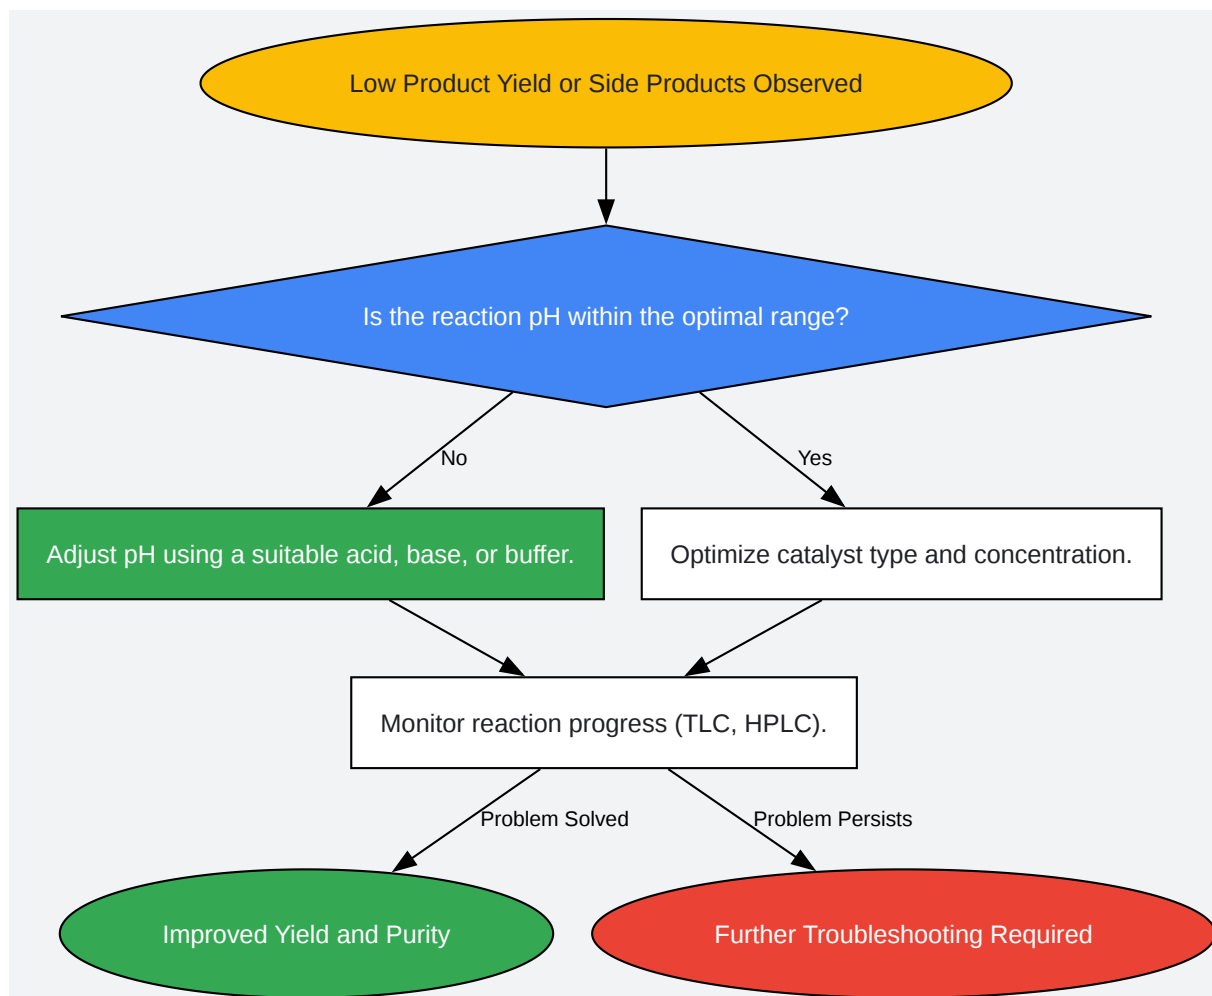 Low Product Yield or Side Products Observed
Is the reaction pH within the optimal range?
No
Yes
Adjust pH using a suitable acid, base, or buffer.
Optimize catalyst type and concentration.
Monitor reaction progress (TLC, HPLC).
Problem Solved
Problem Persists
Improved Yield and Purity
Further Troubleshooting Required